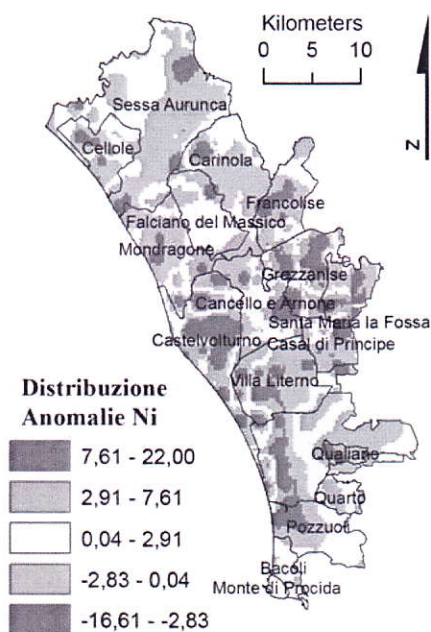 Kilometers
0 5 10
N
Sessa Aurunca
Cellole
Carinola
Francolise
Falciano del Massico
Mondragone
Grezzanise
Cancello e Arnone
Santa Maria la Fossa
Castelvolturno
Casal di Principe
Villa Literno
Qualiano
Quarto
Pozzuoli
Bacoli
Monte di Procida
Distribuzione
Anomalie Ni
7,61 - 22,00
2,91 - 7,61
0,04 - 2,91
-2,83 - 0,04
-16,61 - -2,83